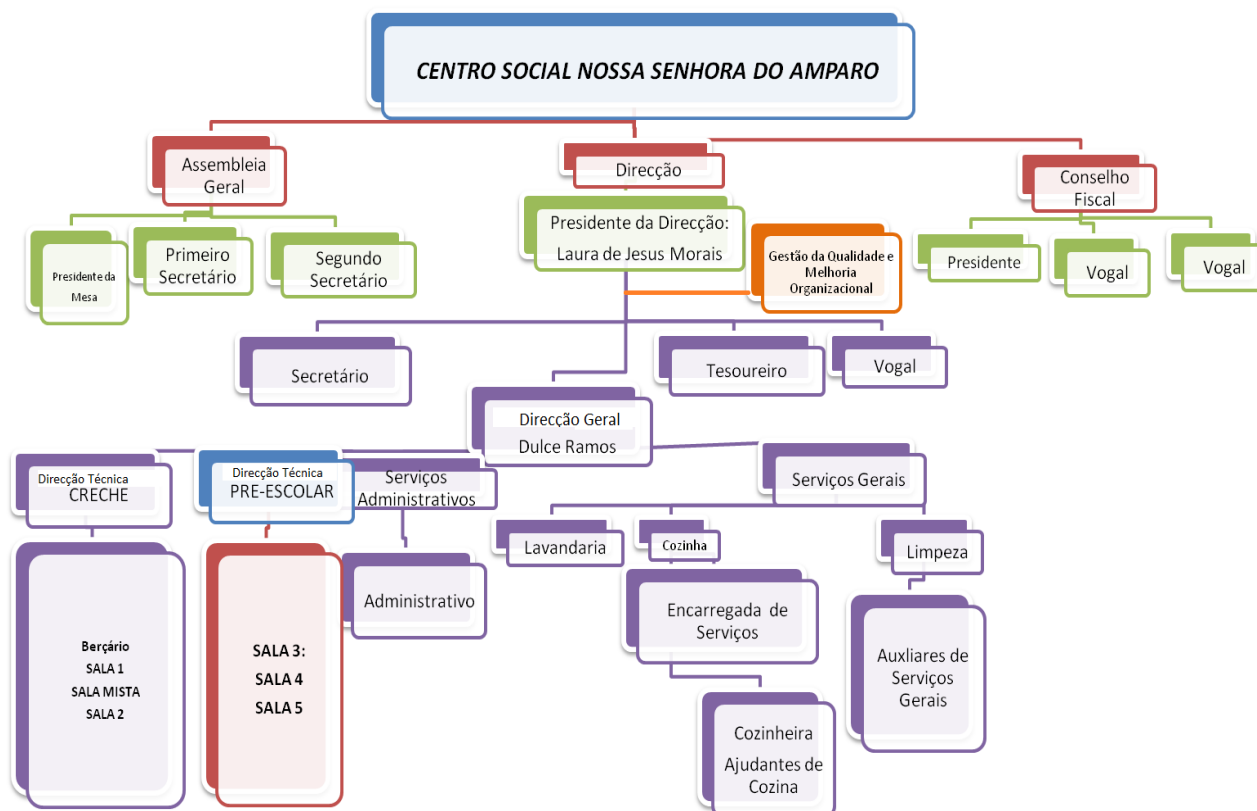 CENTRO SOCIAL NOSSA SENHORA DO AMPARO
Assembleia
Geral
Direcção
Conselho
Fiscal
Presidente da
Mesa
Primeiro
Secretário
Segundo
Secretário
Presidente da Direcção:
Laura de Jesus Morais
Gestão da Qualidade e
Melhoria
Organizacional
Presidente
Vogal
Vogal
Secretário
Tesoureiro
Vogal
Direcção Geral
Dulce Ramos
Direcção Técnica
CRECHE
Direcção Técnica
PRE-ESCOLAR
Serviços
Administrativos
Serviços Gerais
Berçário
SALA 1
SALA MISTA
SALA 2
SALA 3:
SALA 4
SALA 5
Administrativo
Lavandaria
Cozinha
Limpeza
Encarregada de
Serviços
Cozinheira
Ajudantes de
Cozina
Auxliares de
Serviços
Gerais